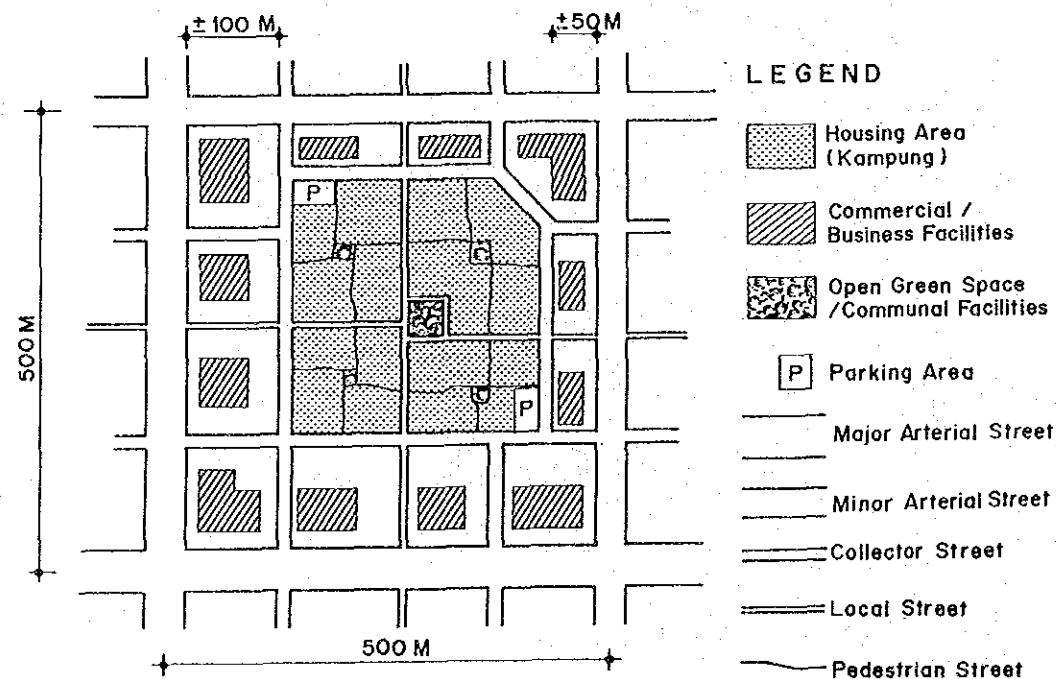 ±100 M
±50 M
500 M
500 M
P
P
C
C
C
LEGEND
Housing Area
(Kampung)
Commercial /
Business Facilities
Open Green Space
/Communal Facilities
P
Parking Area
Major Arterial Street
Minor Arterial Street
Collector Street
Local Street
Pedestrian Street